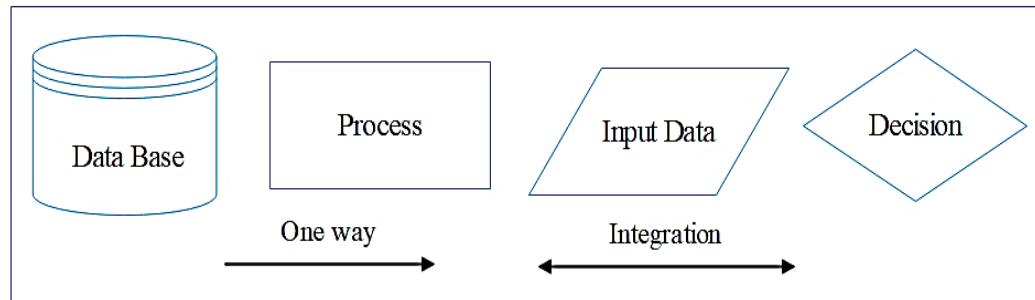 Data Base
Process
Input Data
Decision
One way
Integration